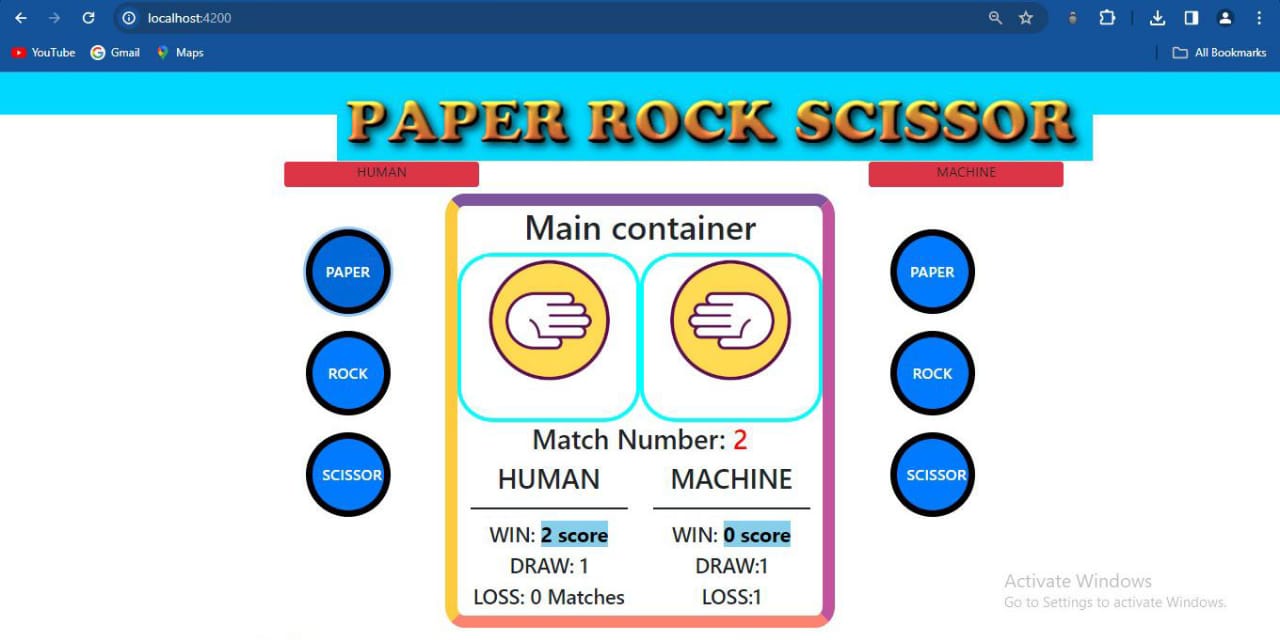 localhost:4200
YouTube Gmail Maps All Bookmarks
PAPER ROCK SCISSOR
HUMAN MACHINE
Main container
PAPER PAPER
ROCK ROCK
Match Number: 2
HUMAN MACHINE
SCISSOR SCISSOR
WIN: 2 score WIN: 0 score
DRAW: 1 DRAW:1
LOSS: 0 Matches LOSS:1
Activate Windows
Go to Settings to activate Windows.